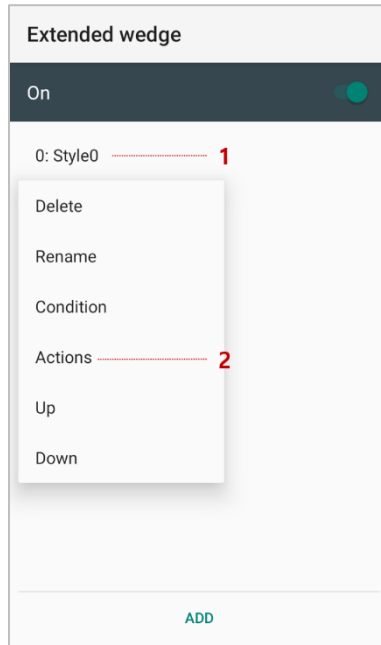 Extended wedge
On
0: Style0 1
Delete
Rename
Condition
Actions 2
Up
Down
ADD